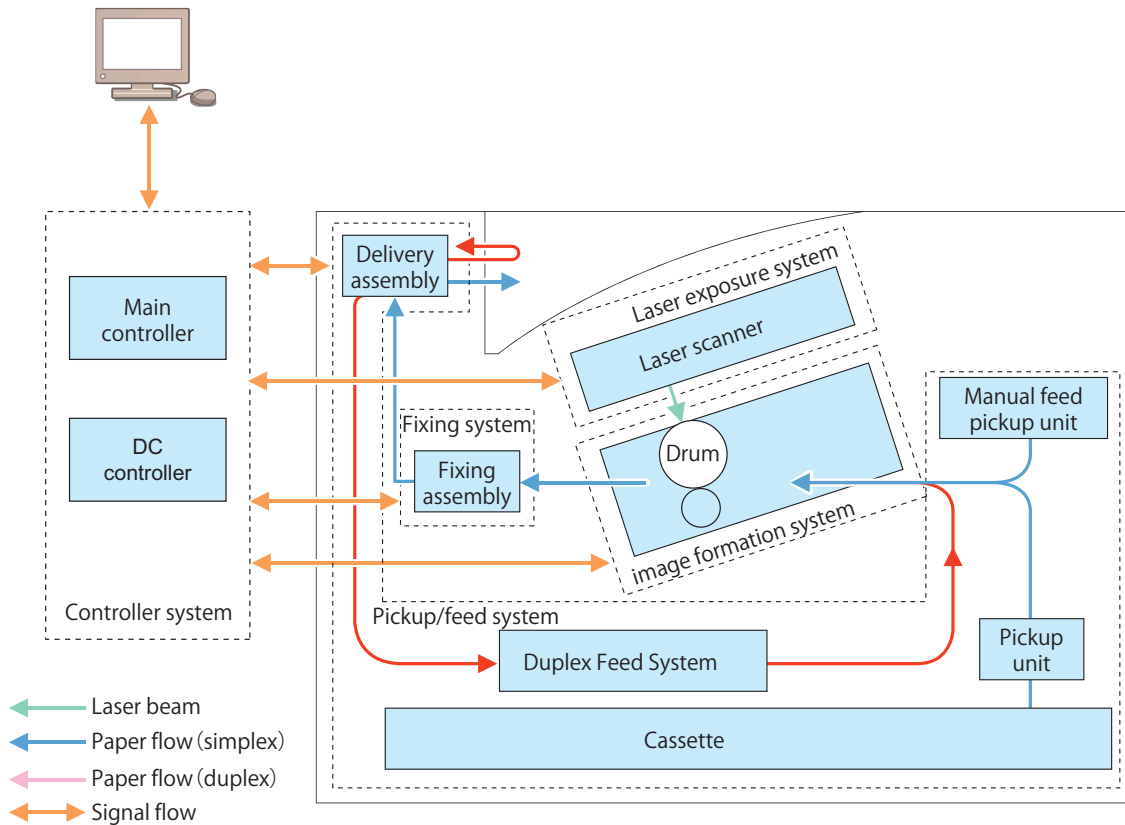 Delivery
assembly
Laser exposure system
Main
controller
Laser scanner
Manual feed
pickup unit
Fixing system
DC
controller
Drum
Fixing
assembly
image formation system
Controller system
Pickup/feed system
Duplex Feed System
Pickup
unit
Laser beam
Paper flow (simplex)
Cassette
Paper flow (duplex)
Signal flow